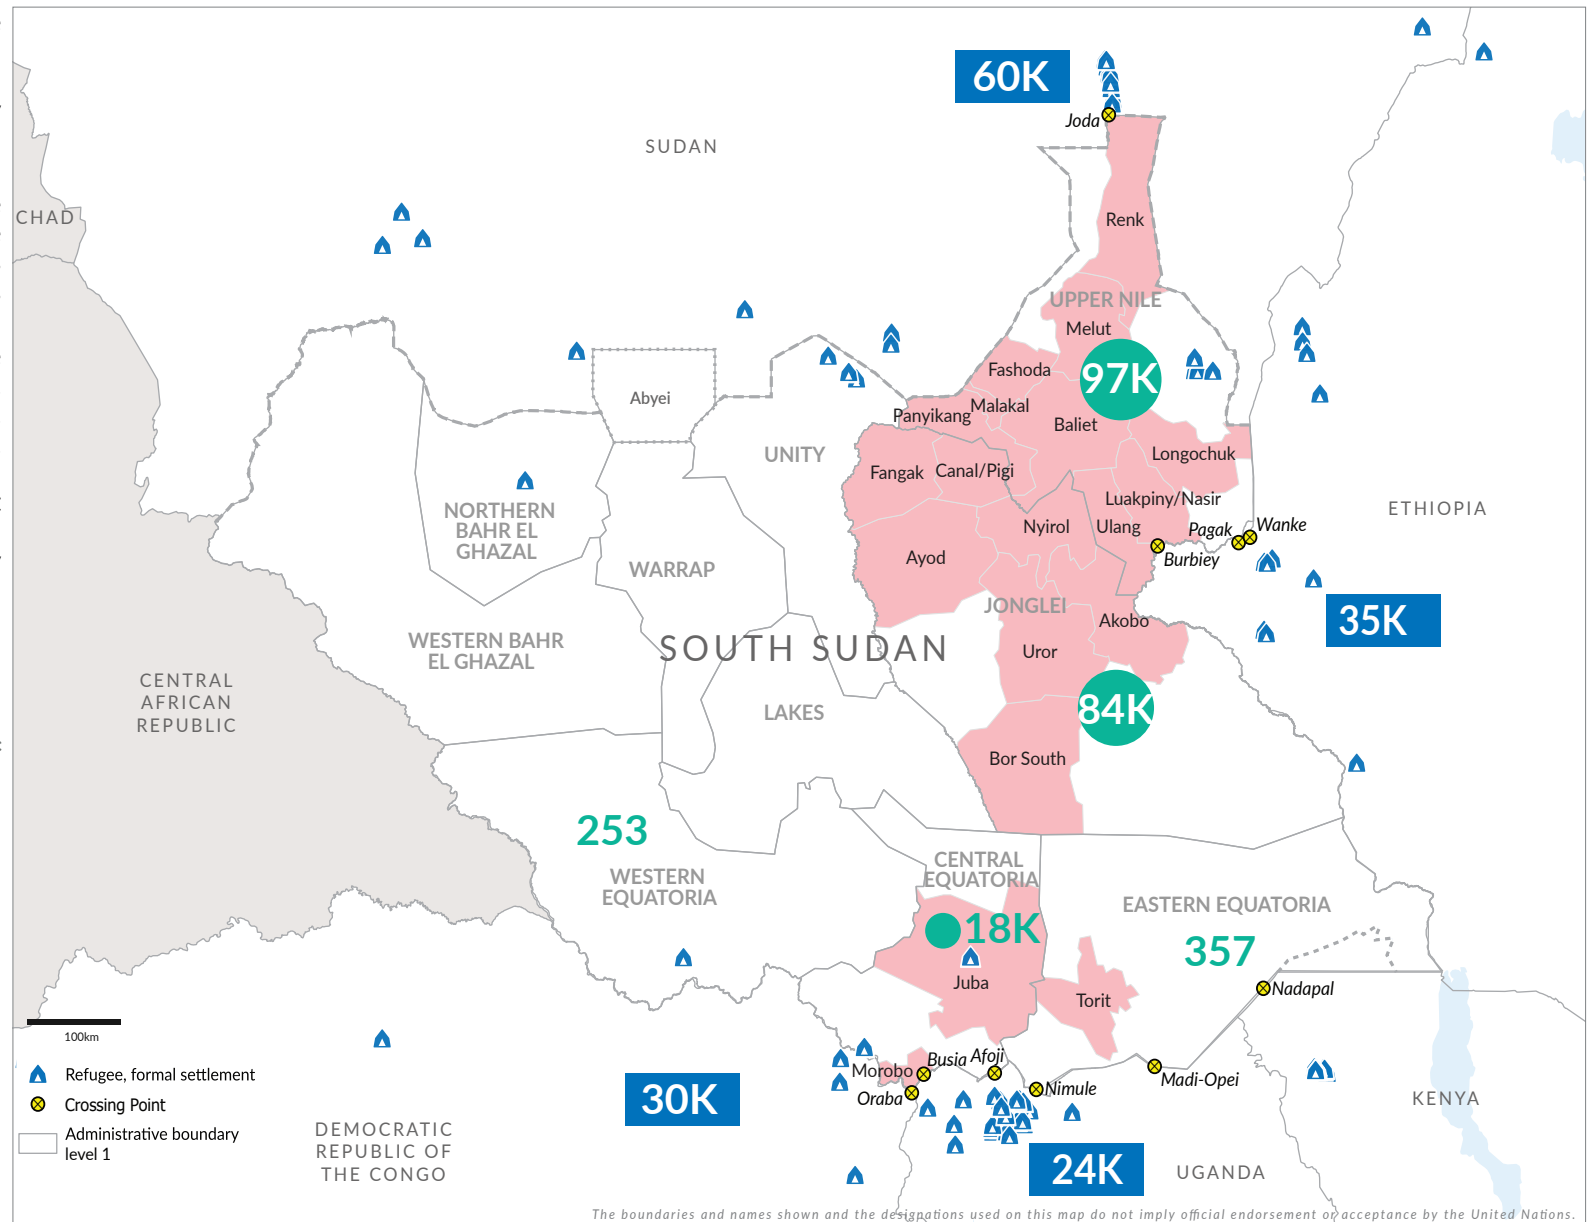 60K
Joda
SUDAN
CHAD
Renk
UPPER NILE
Melut
Fashoda
97K
Abyei
Malakal
Panyikang
Baliet
UNITY
Longochuk
Fangak
Canal/Pigi
Luakpiny/Nasir
ETHIOPIA
NORTHERN
BAHR EL
GHAZAL
Nyirol
Ulang
Pagak
Wanke
Burbiey
Ayod
WARRAP
JONGLEI
Akobo
35K
WESTERN BAHR
EL GHAZAL
SOUTH SUDAN
Uror
CENTRAL
AFRICAN
REPUBLIC
LAKES
84K
Bor South
253
WESTERN
EQUATORIA
CENTRAL
EQUATORIA
EASTERN EQUATORIA
18K
357
Juba
Torit
Nadapal
100km
Refugee, formal settlement
Crossing Point
Administrative boundary
level 1
Morobo
Busia
Afoji
Oraba
Nimule
Madi-Opei
30K
KENYA
DEMOCRATIC
REPUBLIC OF
THE CONGO
24K
UGANDA
The boundaries and names shown and the designations used on this map do not imply official endorsement or acceptance by the United Nations.